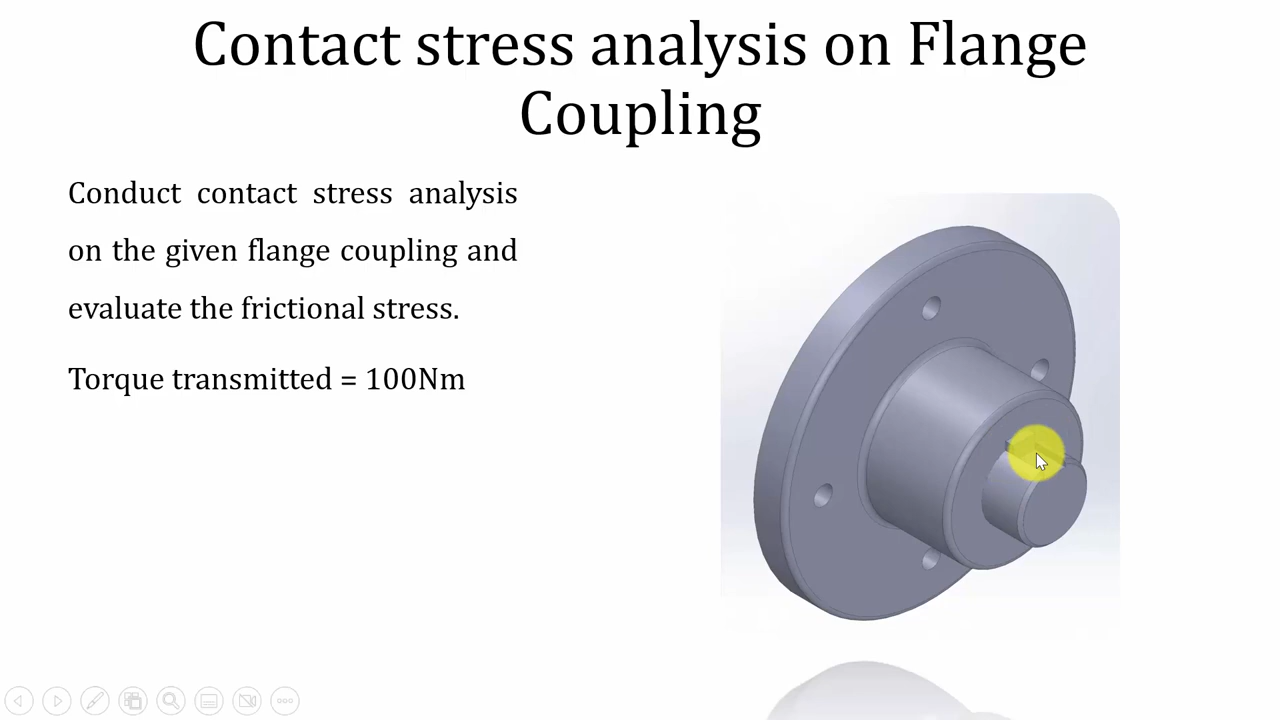 Contact stress analysis on Flange
Coupling
Conduct contact stress analysis
on the given flange coupling and
evaluate the frictional stress.
Torque transmitted = 100Nm